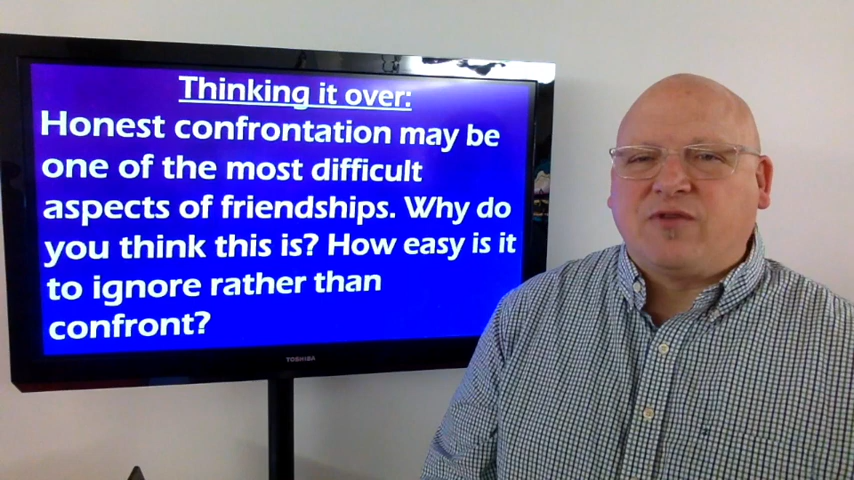 Thinking it over:
Honest confrontation may be
one of the most difficult
aspects of friendships. Why do
you think this is? How easy is it
to ignore rather than
confront?
TOSHIBA